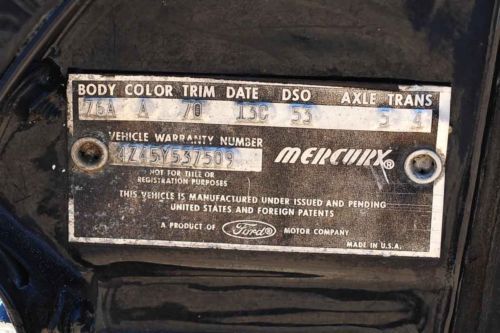 BODY COLOR TRIM DATE DSO AXLE TRANS
76A A 70 13C 53 5 4
VEHICLE WARRANTY NUMBER
4Z45Y537509
MERCURY®
NOT FOR TITLE OR
REGISTRATION PURPOSES
THIS VEHICLE IS MANUFACTURED UNDER ISSUED AND PENDING
UNITED STATES AND FOREIGN PATENTS
A PRODUCT OF Ford® MOTOR COMPANY
MADE IN U.S.A.